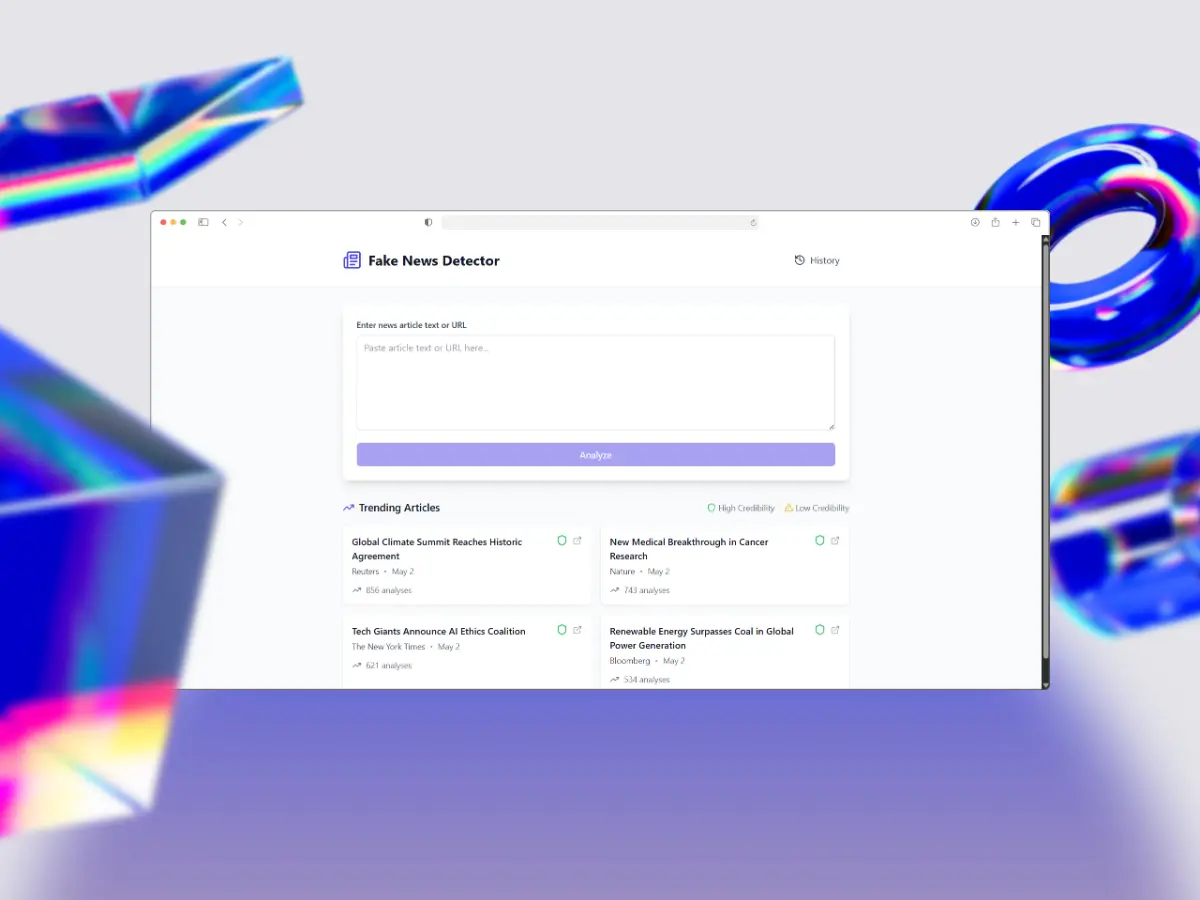 Fake News Detector
History
Enter news article text or URL
Paste article text or URL here...
Analyze
Trending Articles
High Credibility
Low Credibility
Global Climate Summit Reaches Historic
Agreement
Reuters • May 2
856 analyses
New Medical Breakthrough in Cancer
Research
Nature • May 2
743 analyses
Tech Giants Announce AI Ethics Coalition
The New York Times • May 2
621 analyses
Renewable Energy Surpasses Coal in Global
Power Generation
Bloomberg • May 2
534 analyses